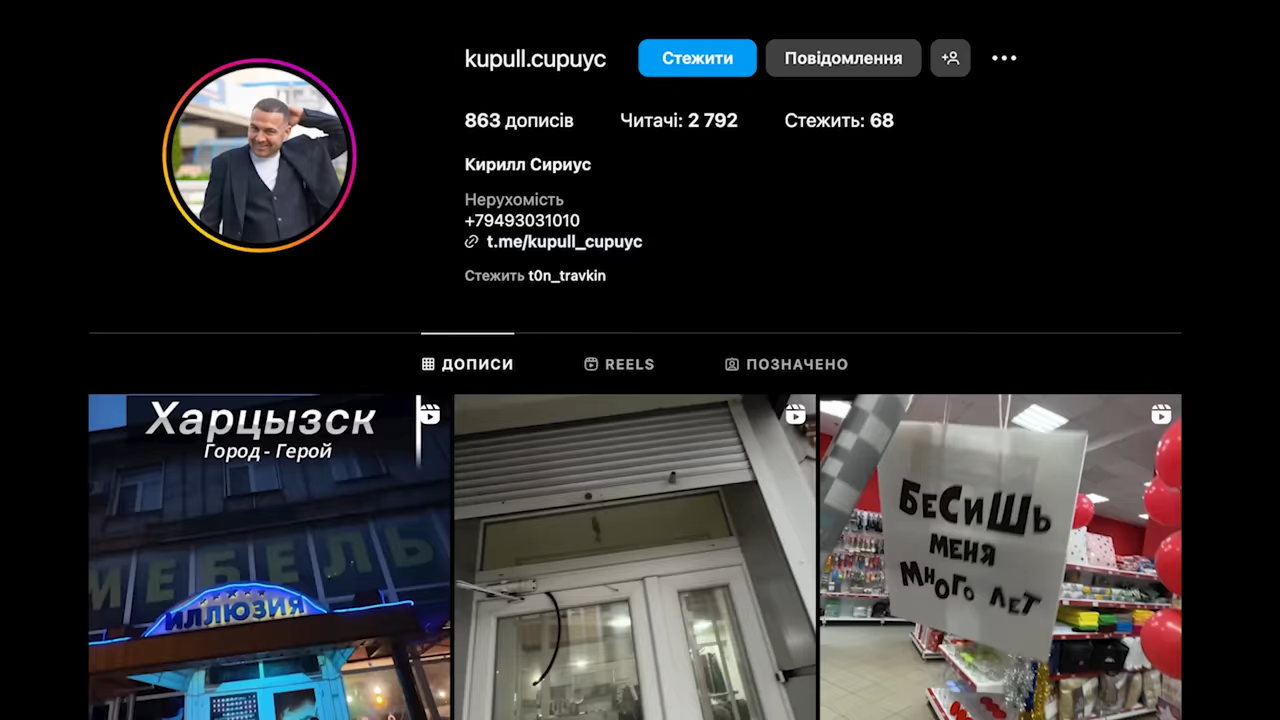 kupull.cupuyc Стежити Повідомлення
863 дописів Читачі: 2 792 Стежить: 68
Кирилл Сириус
Нерухомість
+79493031010
t.me/kupull_cupuyc
Стежить t0n_travkin
ДОПИСИ REELS ПОЗНАЧЕНО
Харцызск
Город - Герой
МЕБЕЛЬ
ИЛЛЮЗИЯ
БЕСИШЬ
МЕНЯ
МНОГО ЛЕТ